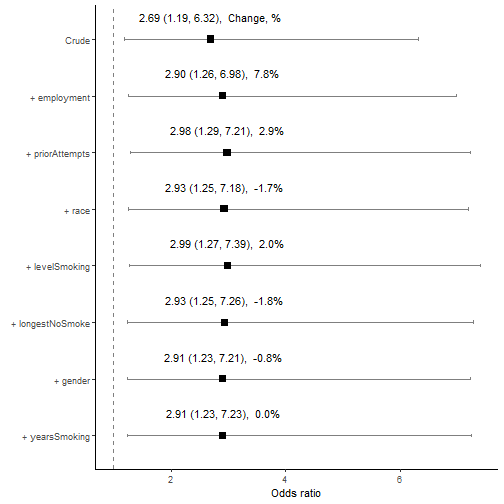 2.69 (1.19, 6.32),  Change, %
Crude
2.90 (1.26, 6.98),  7.8%
+ employment
2.98 (1.29, 7.21),  2.9%
+ priorAttempts
2.93 (1.25, 7.18),  -1.7%
+ race
2.99 (1.27, 7.39),  2.0%
+ levelSmoking
2.93 (1.25, 7.26),  -1.8%
+ longestNoSmoke
2.91 (1.23, 7.21),  -0.8%
+ gender
2.91 (1.23, 7.23),  0.0%
+ yearsSmoking
2 4 6
Odds ratio